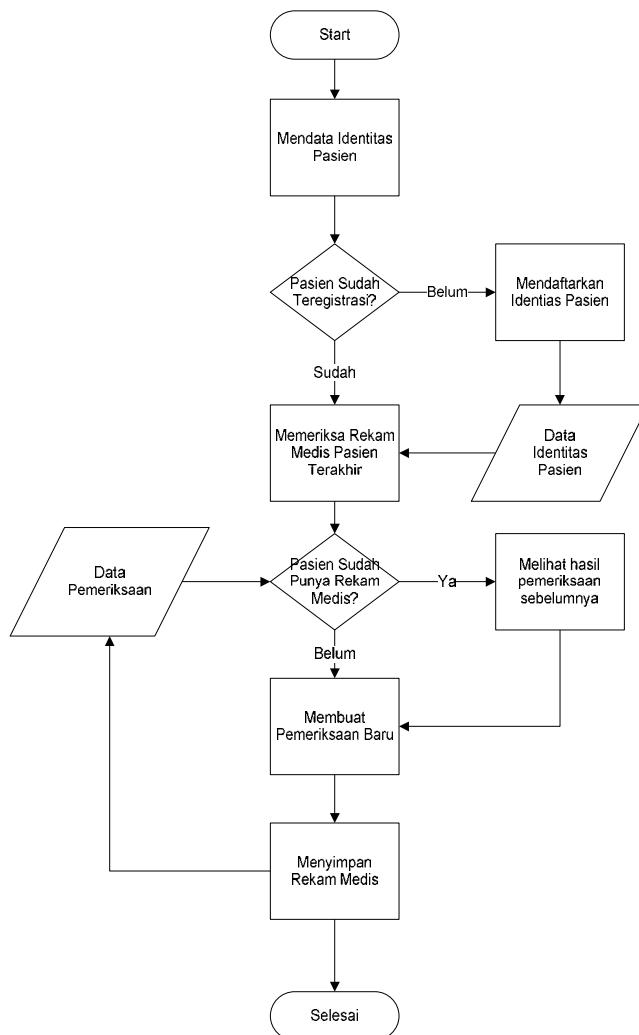 Start
Mendata Identitas
Pasien
Pasien Sudah
Teregistrasi?
Belum
Mendaftarkan
Identias Pasien
Sudah
Memeriksa Rekam
Medis Pasien
Terakhir
Data
Identitas
Pasien
Data
Pemeriksaan
Pasien Sudah
Punya Rekam
Medis?
Ya
Melihat hasil
pemeriksaan
sebelumnya
Belum
Membuat
Pemeriksaan Baru
Menyimpan
Rekam Medis
Selesai